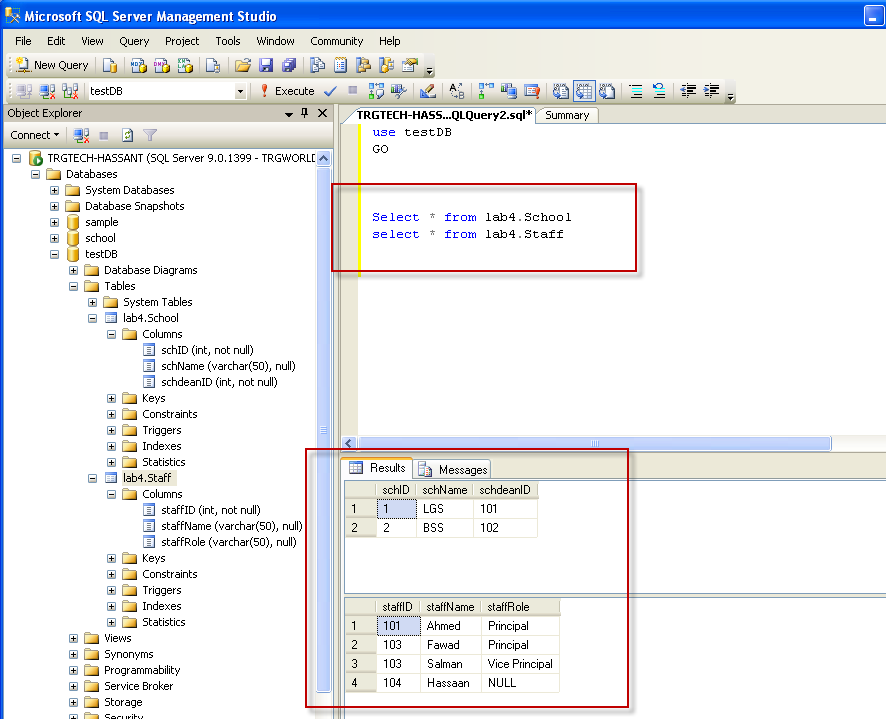 Microsoft SQL Server Management Studio
File Edit View Query Project Tools Window Community Help
New Query
testDB Execute
Object Explorer
Connect
TRGTECH-HASSANT (SQL Server 9.0.1399 - TRGWORLD
Databases
System Databases
Database Snapshots
sample
school
testDB
Database Diagrams
Tables
System Tables
lab4.School
Columns
schID (int, not null)
schName (varchar(50), null)
schdeanID (int, not null)
Keys
Constraints
Triggers
Indexes
Statistics
lab4.Staff
Columns
staffID (int, not null)
staffName (varchar(50), null)
staffRole (varchar(50), null)
Keys
Constraints
Triggers
Indexes
Statistics
Views
Synonyms
Programmability
Service Broker
Storage
Security
TRGTECH-HASS...QLQuery2.sql* Summary
use testDB
GO
Select * from lab4.School
select * from lab4.Staff
Results Messages
schID schName schdeanID
1 1 LGS 101
2 2 BSS 102
staffID staffName staffRole
1 101 Ahmed Principal
2 103 Fawad Principal
3 103 Salman Vice Principal
4 104 Hassaan NULL